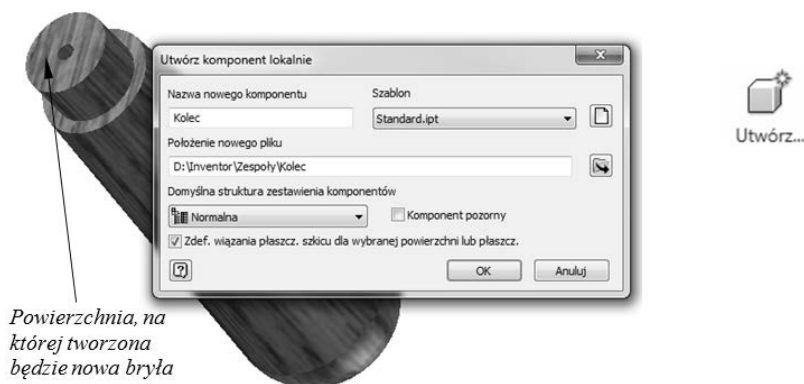 Utwórz komponent lokalnie
Nazwa nowego komponentu
Szablon
Kolec
Standard.ipt
Położenie nowego pliku
D:\Inventor\Zespoły\Kolec
Domyślna struktura zestawienia komponentów
Normalna
Komponent pozorny
Zdef. wiązania płaszcz. szkicu dla wybranej powierzchni lub płaszcz.
OK
Anuluj
Utwórz...
Powierzchnia, na
której tworzona
będzie nowa bryła